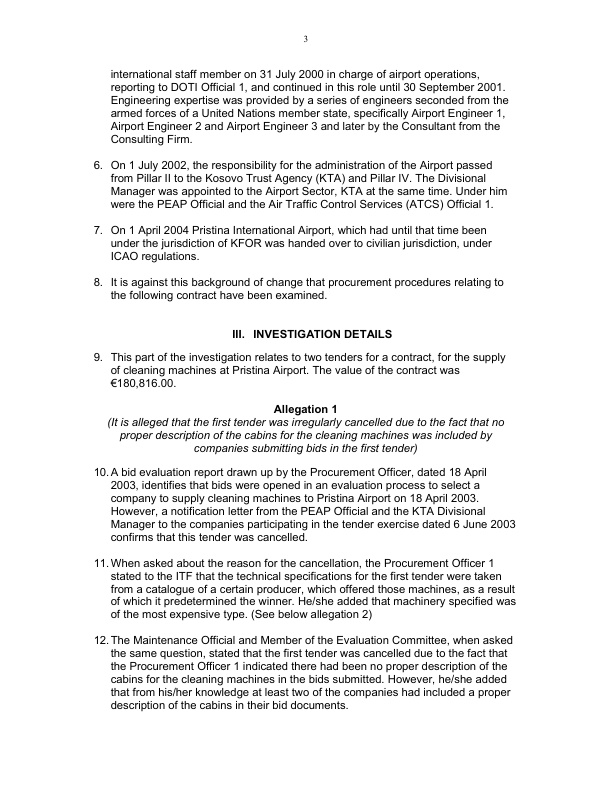 3
international staff member on 31 July 2000 in charge of airport operations,
reporting to DOTI Official 1, and continued in this role until 30 September 2001.
Engineering expertise was provided by a series of engineers seconded from the
armed forces of a United Nations member state, specifically Airport Engineer 1,
Airport Engineer 2 and Airport Engineer 3 and later by the Consultant from the
Consulting Firm.
6. On 1 July 2002, the responsibility for the administration of the Airport passed
from Pillar II to the Kosovo Trust Agency (KTA) and Pillar IV. The Divisional
Manager was appointed to the Airport Sector, KTA at the same time. Under him
were the PEAP Official and the Air Traffic Control Services (ATCS) Official 1.
7. On 1 April 2004 Pristina International Airport, which had until that time been
under the jurisdiction of KFOR was handed over to civilian jurisdiction, under
ICAO regulations.
8. It is against this background of change that procurement procedures relating to
the following contract have been examined.
III. INVESTIGATION DETAILS
9. This part of the investigation relates to two tenders for a contract, for the supply
of cleaning machines at Pristina Airport. The value of the contract was
€180,816.00.
Allegation 1
(It is alleged that the first tender was irregularly cancelled due to the fact that no
proper description of the cabins for the cleaning machines was included by
companies submitting bids in the first tender)
10. A bid evaluation report drawn up by the Procurement Officer, dated 18 April
2003, identifies that bids were opened in an evaluation process to select a
company to supply cleaning machines to Pristina Airport on 18 April 2003.
However, a notification letter from the PEAP Official and the KTA Divisional
Manager to the companies participating in the tender exercise dated 6 June 2003
confirms that this tender was cancelled.
11. When asked about the reason for the cancellation, the Procurement Officer 1
stated to the ITF that the technical specifications for the first tender were taken
from a catalogue of a certain producer, which offered those machines, as a result
of which it predetermined the winner. He/she added that machinery specified was
of the most expensive type. (See below allegation 2)
12. The Maintenance Official and Member of the Evaluation Committee, when asked
the same question, stated that the first tender was cancelled due to the fact that
the Procurement Officer 1 indicated there had been no proper description of the
cabins for the cleaning machines in the bids submitted. However, he/she added
that from his/her knowledge at least two of the companies had included a proper
description of the cabins in their bid documents.